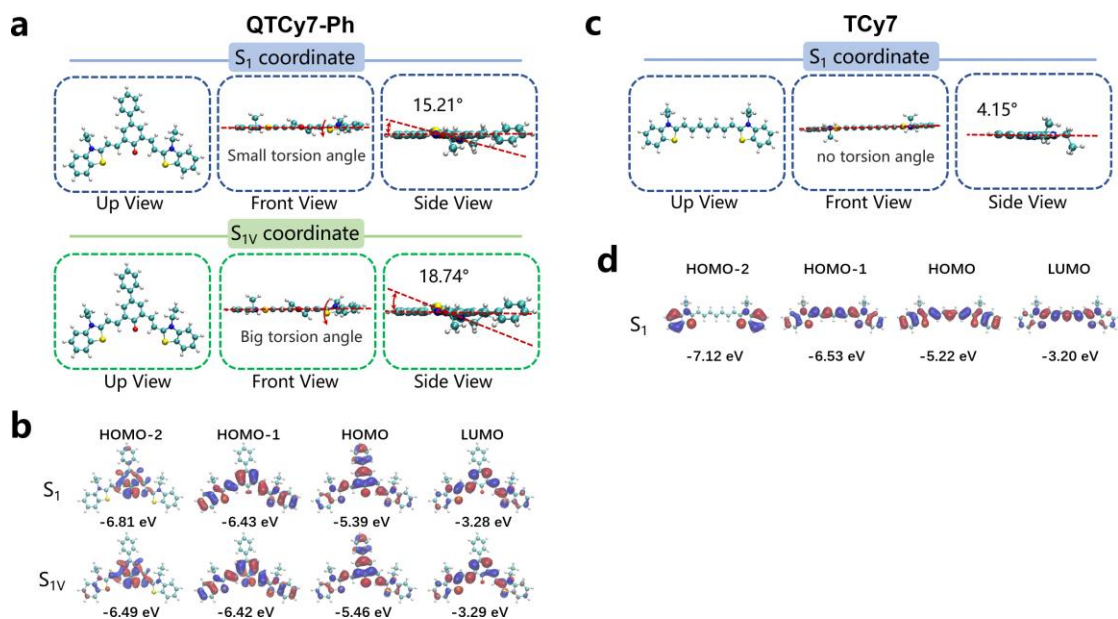 a
QTCy7-Ph
S₁ coordinate
15.21°
Small torsion angle
Up View Front View Side View
S₁ᵥ coordinate
18.74°
Big torsion angle
Up View Front View Side View
b
HOMO-2 HOMO-1 HOMO LUMO
S₁
-6.81 eV -6.43 eV -5.39 eV -3.28 eV
S₁ᵥ
-6.49 eV -6.42 eV -5.46 eV -3.29 eV
c
TCy7
S₁ coordinate
4.15°
no torsion angle
Up View Front View Side View
d
HOMO-2 HOMO-1 HOMO LUMO
S₁
-7.12 eV -6.53 eV -5.22 eV -3.20 eV